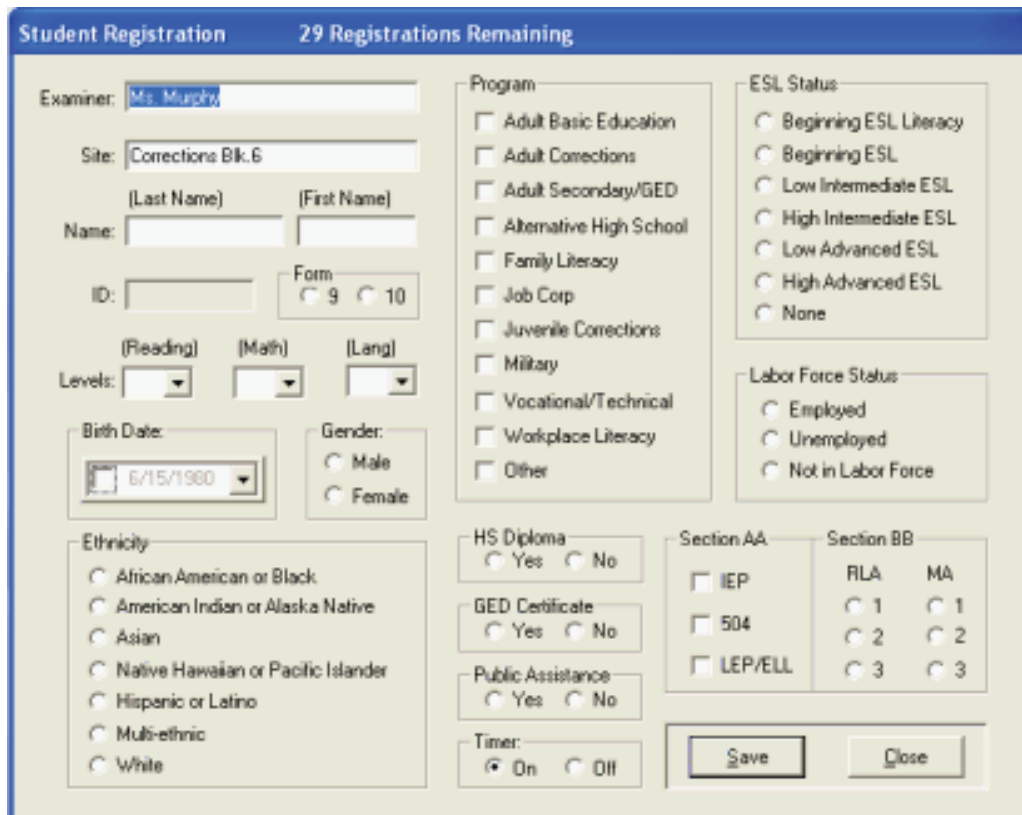 Student Registration 29 Registrations Remaining
Examiner: Ms. Murphy
Site: Corrections Blk.6
(Last Name) (First Name)
Name:
ID:
Form
9 10
(Reading) (Math) (Lang)
Levels:
Birth Date:
6/15/1980
Gender:
Male
Female
Ethnicity
African American or Black
American Indian or Alaska Native
Asian
Native Hawaiian or Pacific Islander
Hispanic or Latino
Multi-ethnic
White
Program
Adult Basic Education
Adult Corrections
Adult Secondary/GED
Alternative High School
Family Literacy
Job Corp
Juvenile Corrections
Military
Vocational/Technical
Workplace Literacy
Other
HS Diploma
Yes No
GED Certificate
Yes No
Public Assistance
Yes No
Timer:
On Off
ESL Status
Beginning ESL Literacy
Beginning ESL
Low Intermediate ESL
High Intermediate ESL
Low Advanced ESL
High Advanced ESL
None
Labor Force Status
Employed
Unemployed
Not in Labor Force
Section AA
IEP
504
LEP/ELL
Section BB
RLA MA
1 1
2 2
3 3
Save Close